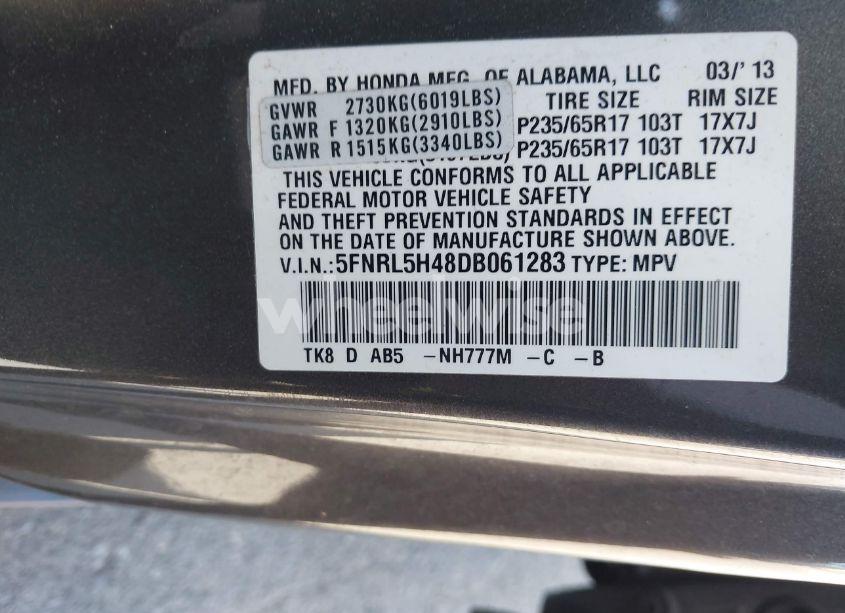 MFD. BY HONDA MFG. OF ALABAMA, LLC 03/'13
GVWR 2730KG(6019LBS) TIRE SIZE RIM SIZE
GAWR F 1320KG(2910LBS) P235/65R17 103T 17X7J
GAWR R 1515KG(3340LBS) P235/65R17 103T 17X7J
THIS VEHICLE CONFORMS TO ALL APPLICABLE
FEDERAL MOTOR VEHICLE SAFETY
AND THEFT PREVENTION STANDARDS IN EFFECT
ON THE DATE OF MANUFACTURE SHOWN ABOVE.
V.I.N.:5FNRL5H48DB061283 TYPE: MPV
wheelwise
TK8 D AB5 -NH777M -C -B